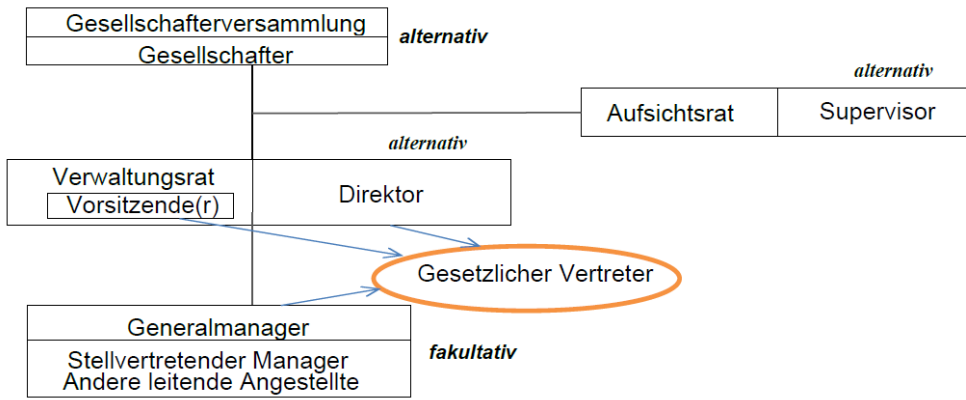 Gesellschafterversammlung
Gesellschafter
alternativ
alternativ
Aufsichtsrat
Supervisor
alternativ
Verwaltungsrat
Vorsitzende(r)
Direktor
Gesetzlicher Vertreter
Generalmanager
Stellvertretender Manager
Andere leitende Angestellte
fakultativ